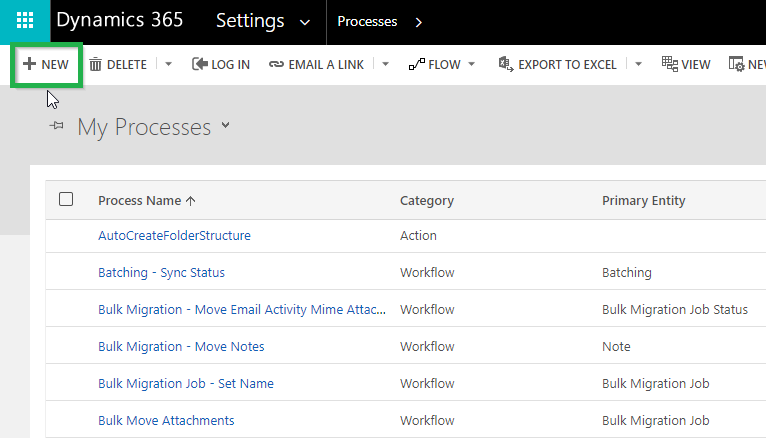 Dynamics 365 Settings Processes
NEW DELETE LOG IN EMAIL A LINK FLOW EXPORT TO EXCEL VIEW NEW
My Processes
Process Name Category Primary Entity
AutoCreateFolderStructure Action
Batching - Sync Status Workflow Batching
Bulk Migration - Move Email Activity Mime Attac... Workflow Bulk Migration Job Status
Bulk Migration - Move Notes Workflow Note
Bulk Migration Job - Set Name Workflow Bulk Migration Job
Bulk Move Attachments Workflow Bulk Migration Job